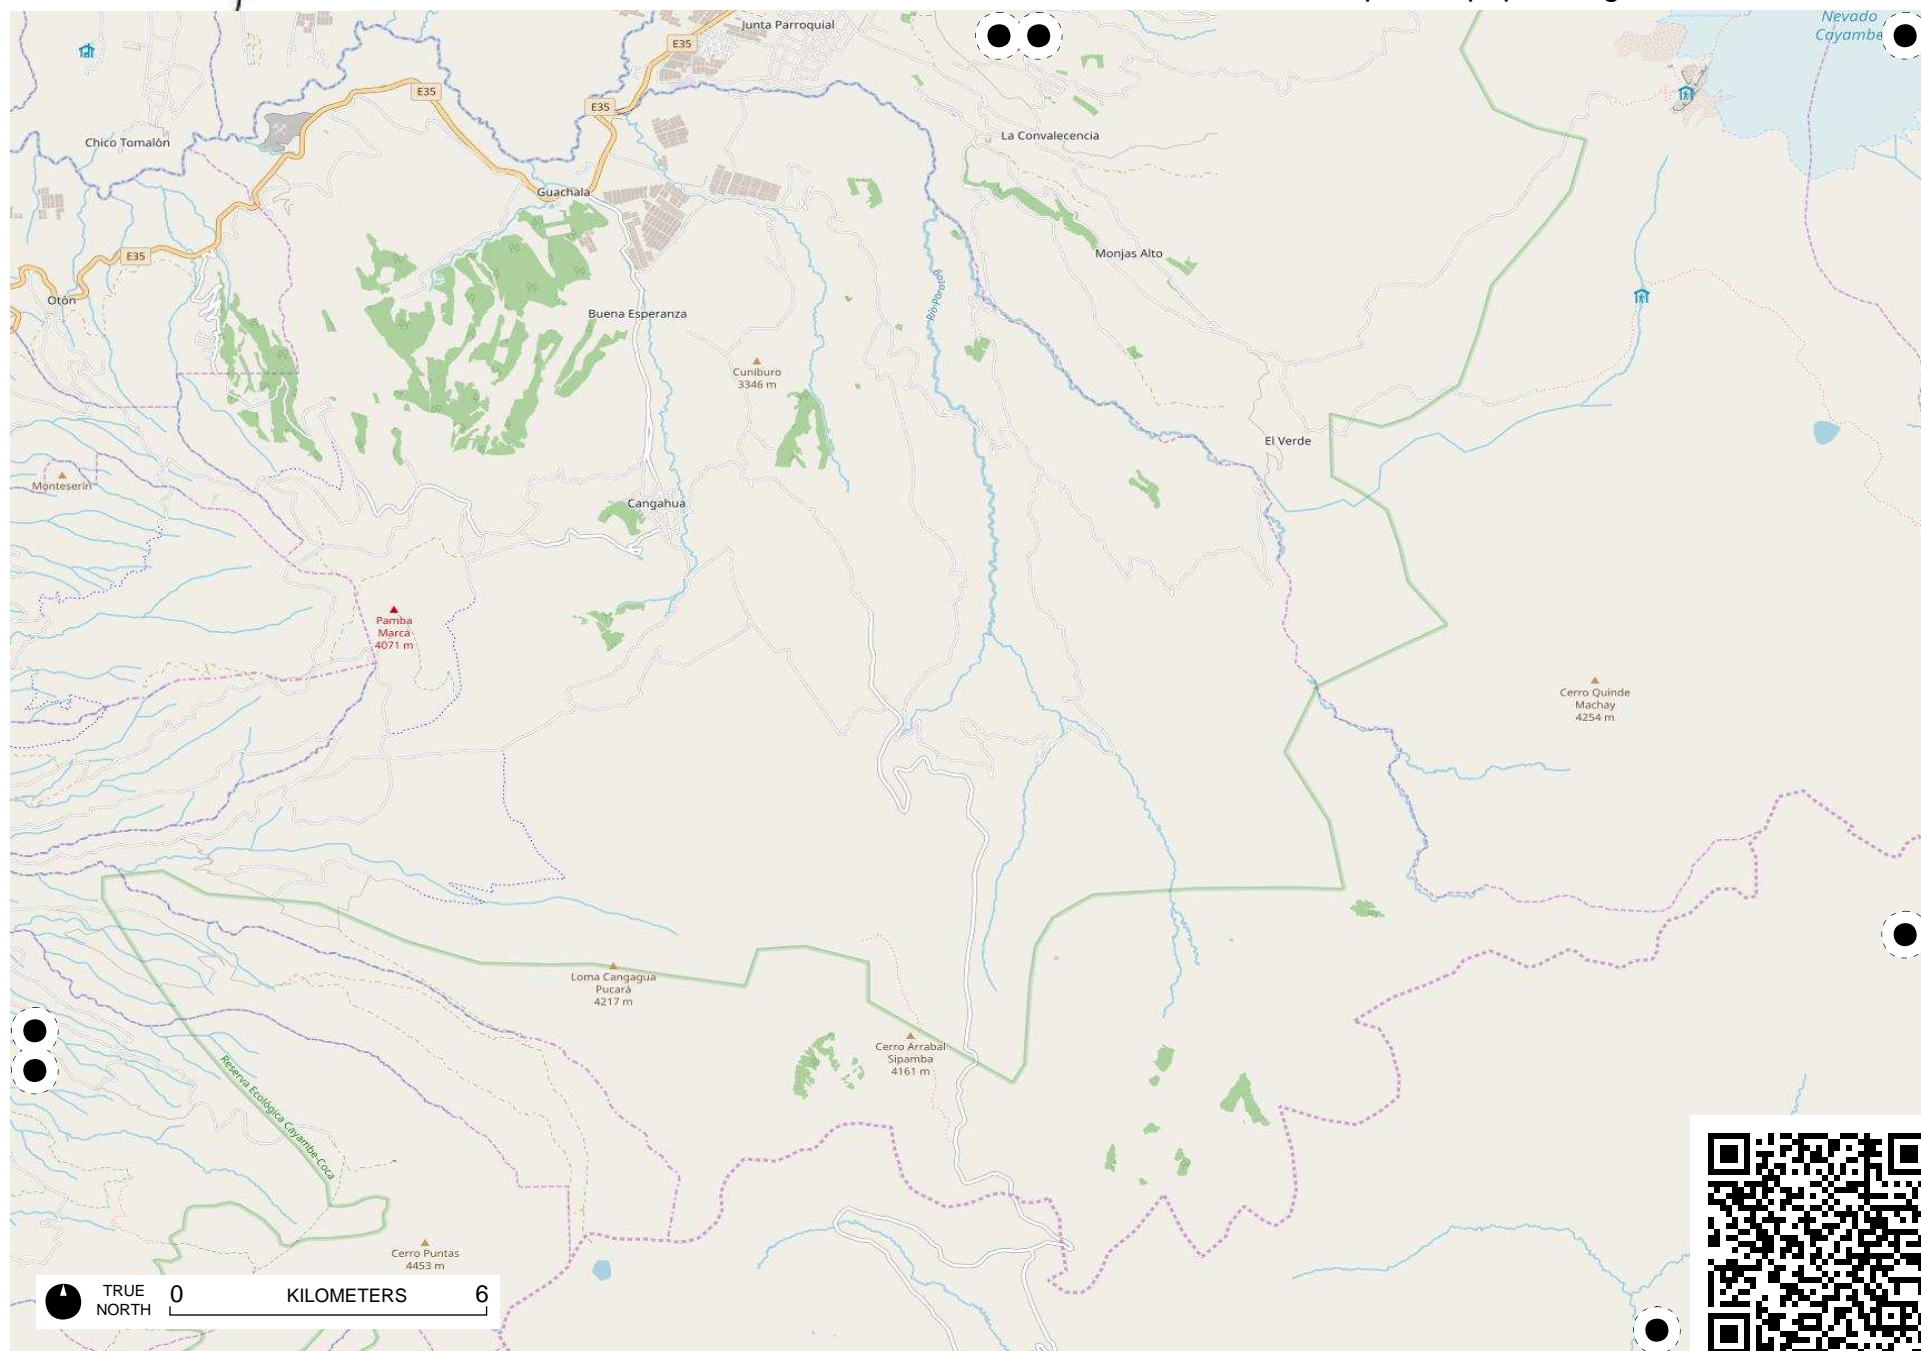 Junta Parroquial
Nevado
Cayambe
E35
E35
E35
Chico Tomalón
La Convalecencia
Guachala
E35
Monjas Alto
Otón
Río Porotog
Buena Esperanza
Cuniburo
3346 m
El Verde
Monteserín
Cangahua
Pamba
Marca
4071 m
Cerro Quinde
Machay
4254 m
Loma Cangagua
Pucará
4217 m
Cerro Arrabal
Sipamba
4161 m
Reserva Ecológica Cayambe-Coca
Cerro Puntas
4453 m
TRUE
NORTH
0 KILOMETERS 6